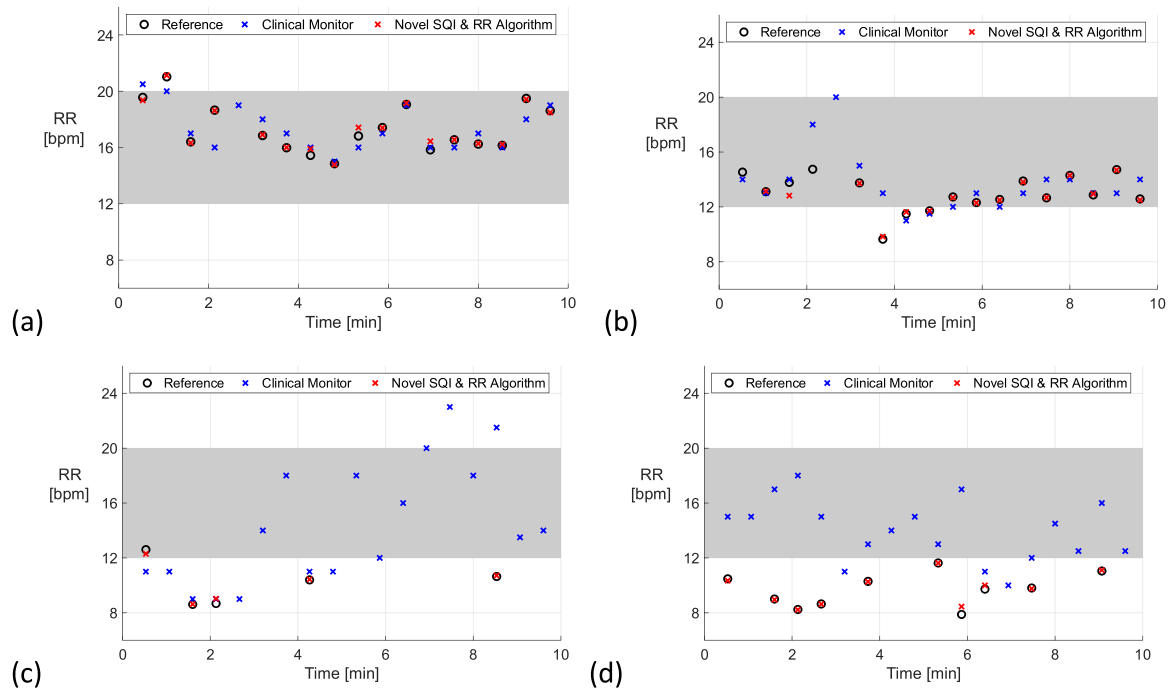 Reference Clinical Monitor Novel SQI & RR Algorithm
24
20
RR
[bpm]
16
12
8
0 2 4 6 8 10
Time [min]
(a)
Reference Clinical Monitor Novel SQI & RR Algorithm
24
20
RR
[bpm]
16
12
8
0 2 4 6 8 10
Time [min]
(b)
Reference Clinical Monitor Novel SQI & RR Algorithm
24
20
RR
[bpm]
16
12
8
0 2 4 6 8 10
Time [min]
(c)
Reference Clinical Monitor Novel SQI & RR Algorithm
24
20
RR
[bpm]
16
12
8
0 2 4 6 8 10
Time [min]
(d)